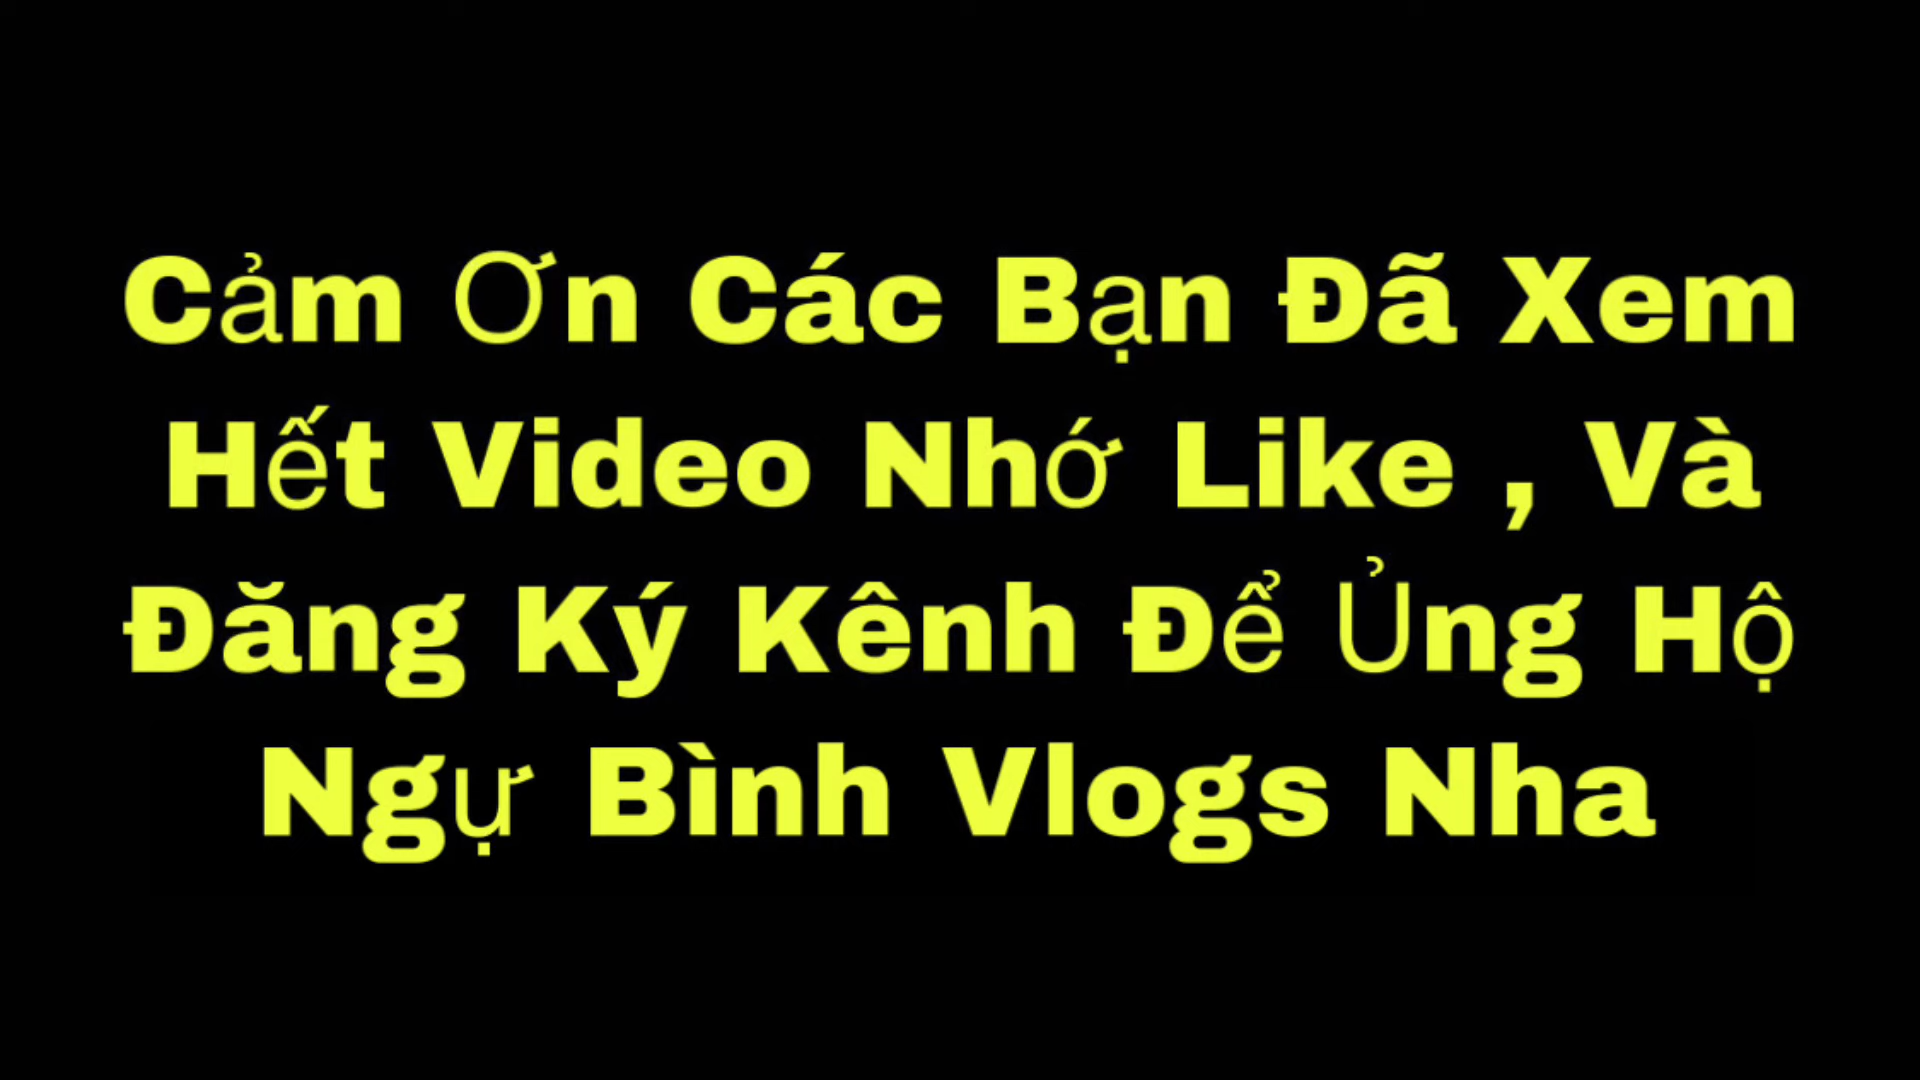 Cảm Ơn Các Bạn Đã Xem
Hết Video Nhớ Like , Và
Đăng Ký Kênh Để Ủng Hộ
Ngự Bình Vlogs Nha